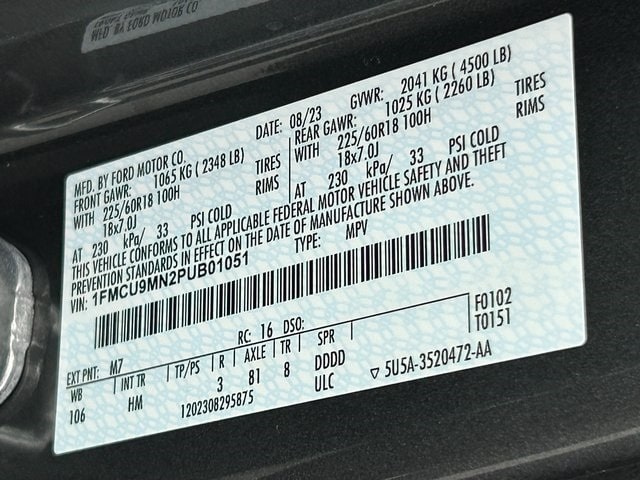 MFD. BY FORD MOTOR CO
MFD. BY FORD MOTOR CO. DATE: 08/23 GVWR: 2041 KG ( 4500 LB)
FRONT GAWR: 1065 KG ( 2348 LB) REAR GAWR: 1025 KG ( 2260 LB)
WITH 225/60R18 100H TIRES WITH 225/60R18 100H TIRES
18x7.0J RIMS 18x7.0J RIMS
AT 230 kPa/ 33 PSI COLD AT 230 kPa/ 33 PSI COLD
THIS VEHICLE CONFORMS TO ALL APPLICABLE FEDERAL MOTOR VEHICLE SAFETY AND THEFT
PREVENTION STANDARDS IN EFFECT ON THE DATE OF MANUFACTURE SHOWN ABOVE.
VIN: 1FMCU9MN2PUB01051 TYPE: MPV
F0102
T0151
EXT PNT: M7 RC: 16 DSO:
WB INT TR TP/PS R AXLE TR SPR
106 HM 3 81 8 DDDD
ULC
1202308295875
▽ 5U5A-3520472-AA